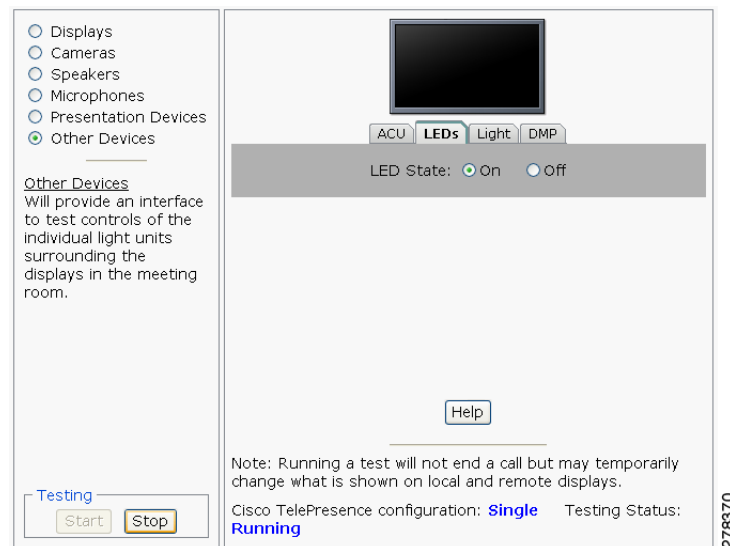 Displays
Cameras
Speakers
Microphones
Presentation Devices
Other Devices
Other Devices
Will provide an interface
to test controls of the
individual light units
surrounding the
displays in the meeting
room.
Testing
Start Stop
ACU LEDs Light DMP
LED State: On Off
Help
Note: Running a test will not end a call but may temporarily
change what is shown on local and remote displays.
Cisco TelePresence configuration: Single Testing Status:
Running
278370